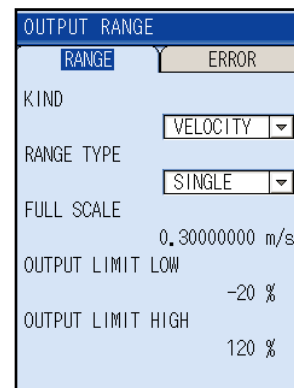 OUTPUT RANGE
RANGE ERROR
KIND
VELOCITY
RANGE TYPE
SINGLE
FULL SCALE
0.30000000 m/s
OUTPUT LIMIT LOW
-20 %
OUTPUT LIMIT HIGH
120 %